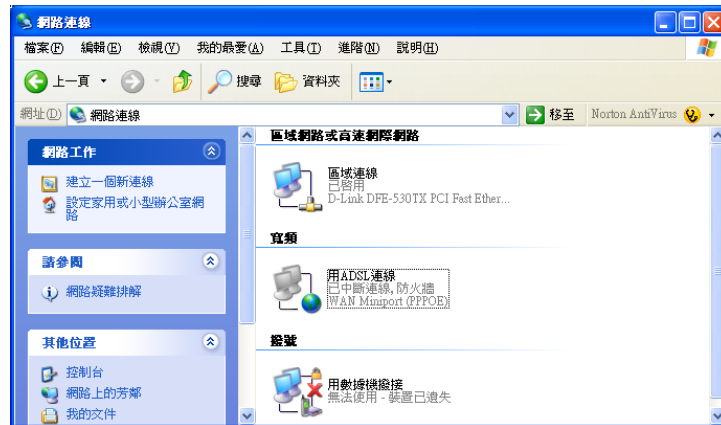 網路連線
檔案(F) 編輯(E) 檢視(V) 我的最愛(A) 工具(T) 進階(N) 說明(H)
上一頁 搜尋 資料夾
網址(D) 網路連線 移至 Norton AntiVirus
網路工作
建立一個新連線
設定家用或小型辦公室網
路
請參閱
網路疑難排解
其他位置
控制台
網路上的芳鄰
我的文件
區域網路或高速網際網路
區域連線
已啓用
D-Link DFE-530TX PCI Fast Ether...
寬頻
用ADSL連線
已中斷連線, 防火牆
WAN Miniport (PPPOE)
撥號
用數據機撥接
無法使用 - 裝置已遺失